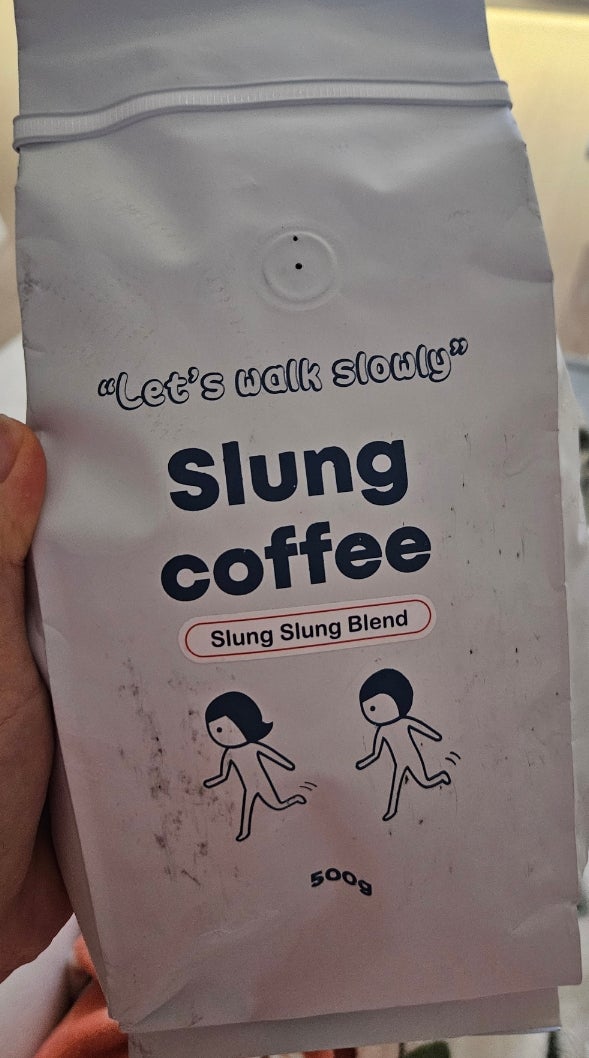 “Let’s walk slowly”
Slung
coffee
Slung Slung Blend
500g